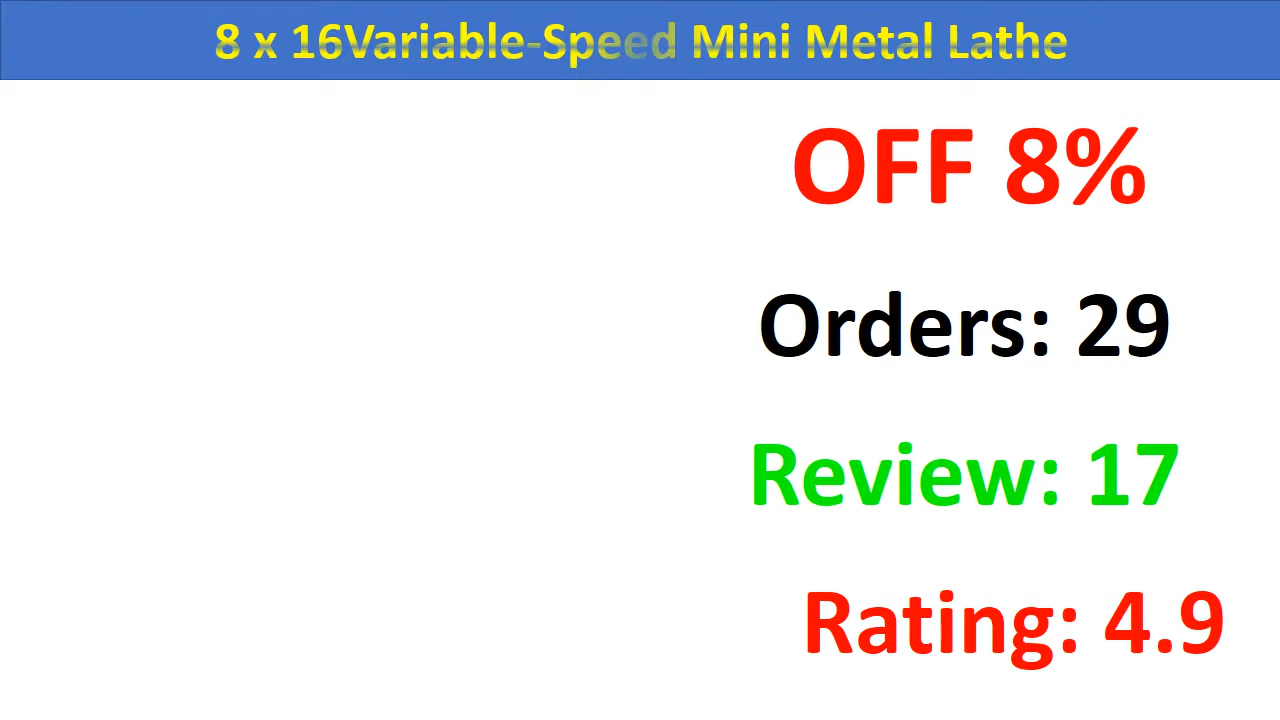 8 x 16Variable-Speed Mini Metal Lathe
OFF 8%
Orders: 29
Review: 17
Rating: 4.9